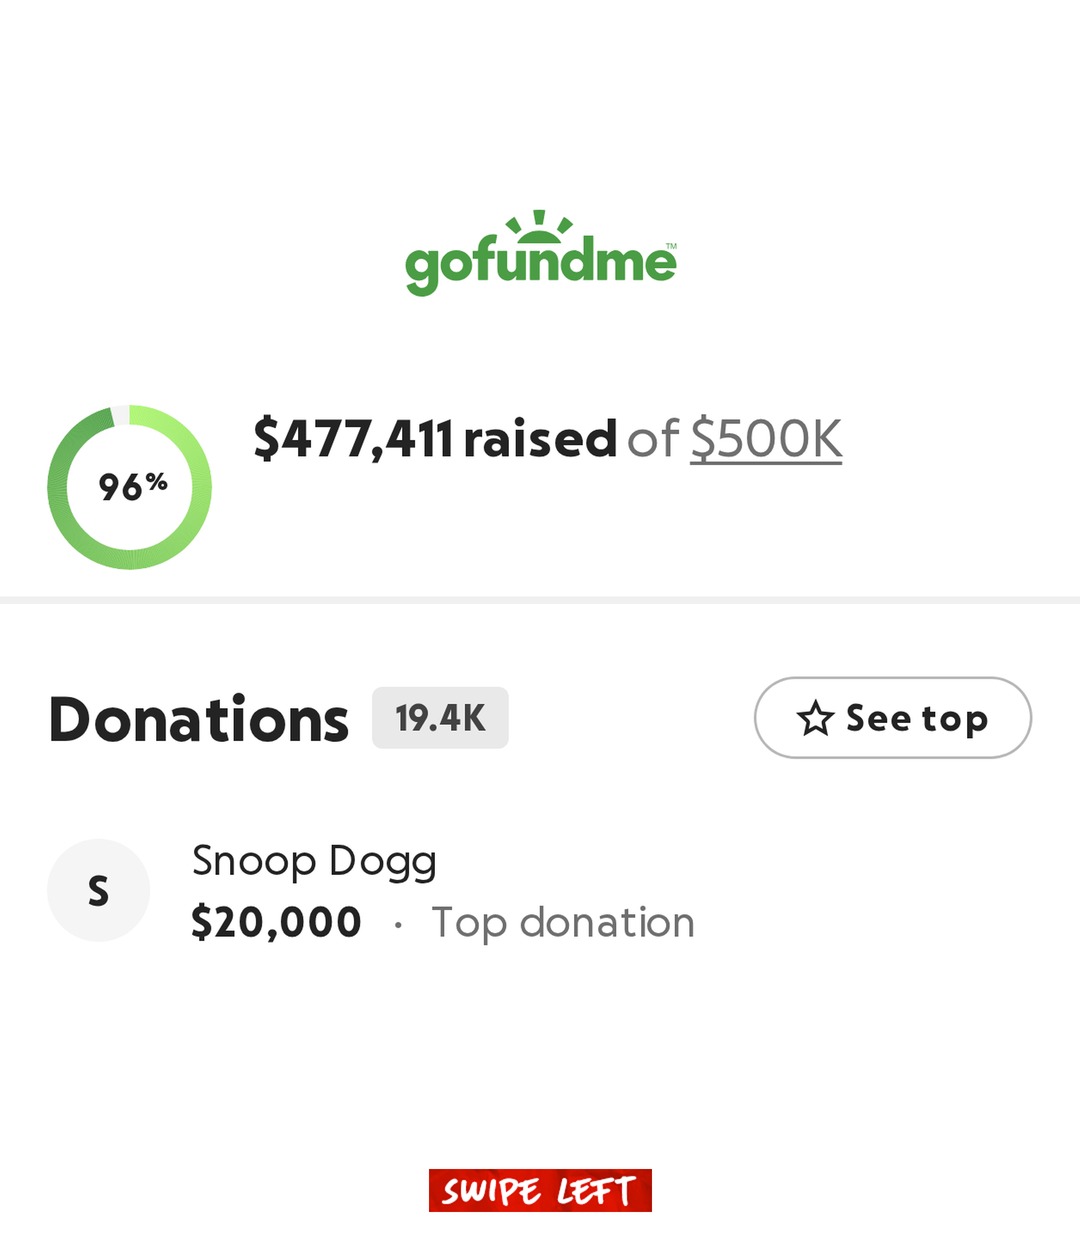 gofundme™
96%
$477,411 raised of $500K
Donations 19.4K
See top
S
Snoop Dogg
$20,000 · Top donation
SWIPE LEFT